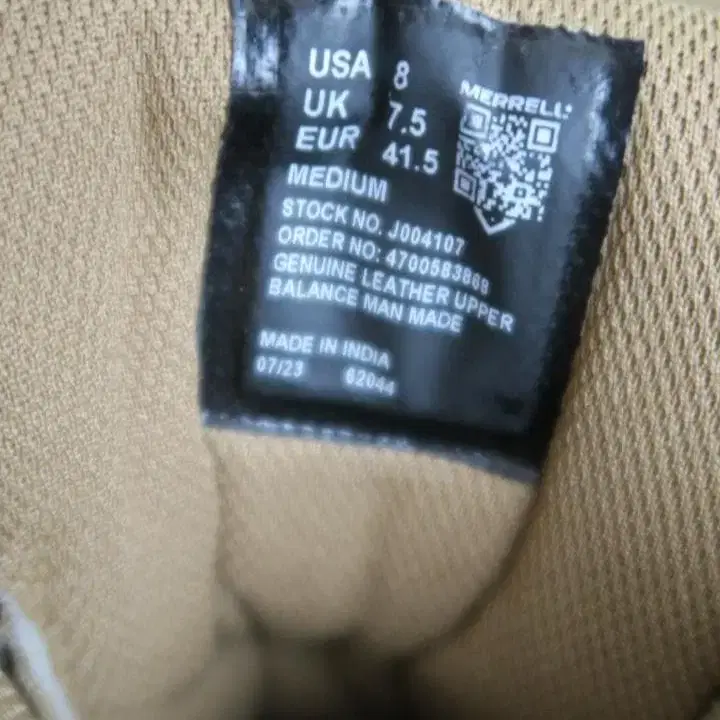 USA 8
UK 7.5
EUR 41.5
MERRELL
MEDIUM
STOCK NO. J004107
ORDER NO: 4700583869
GENUINE LEATHER UPPER
BALANCE MAN MADE
MADE IN INDIA
07/23 62044